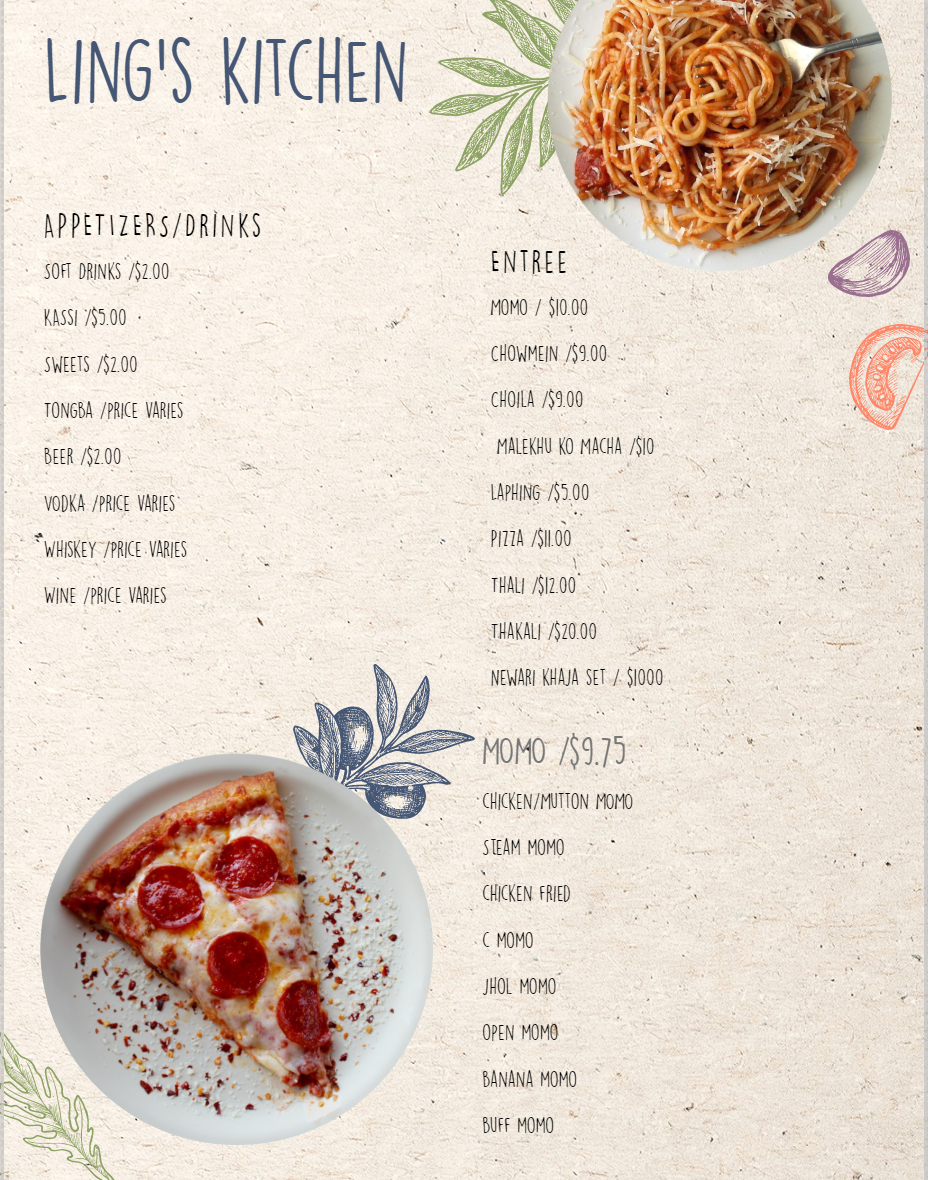 LING'S KITCHEN
APPETIZERS/DRINKS
SOFT DRINKS /$2.00
KASSI /$5.00
SWEETS /$2.00
TONGBA /PRICE VARIES
BEER /$2.00
VODKA /PRICE VARIES
WHISKEY /PRICE VARIES
WINE /PRICE VARIES
ENTREE
MOMO / $10.00
CHOWMEIN /$9.00
CHOILA /$9.00
MALEKHU KO MACHA /$10
LAPHING /$5.00
PIZZA /$11.00
THALI /$12.00
THAKALI /$20.00
NEWARI KHAJA SET / $1000
MOMO /$9.75
CHICKEN/MUTTON MOMO
STEAM MOMO
CHICKEN FRIED
C MOMO
JHOL MOMO
OPEN MOMO
BANANA MOMO
BUFF MOMO